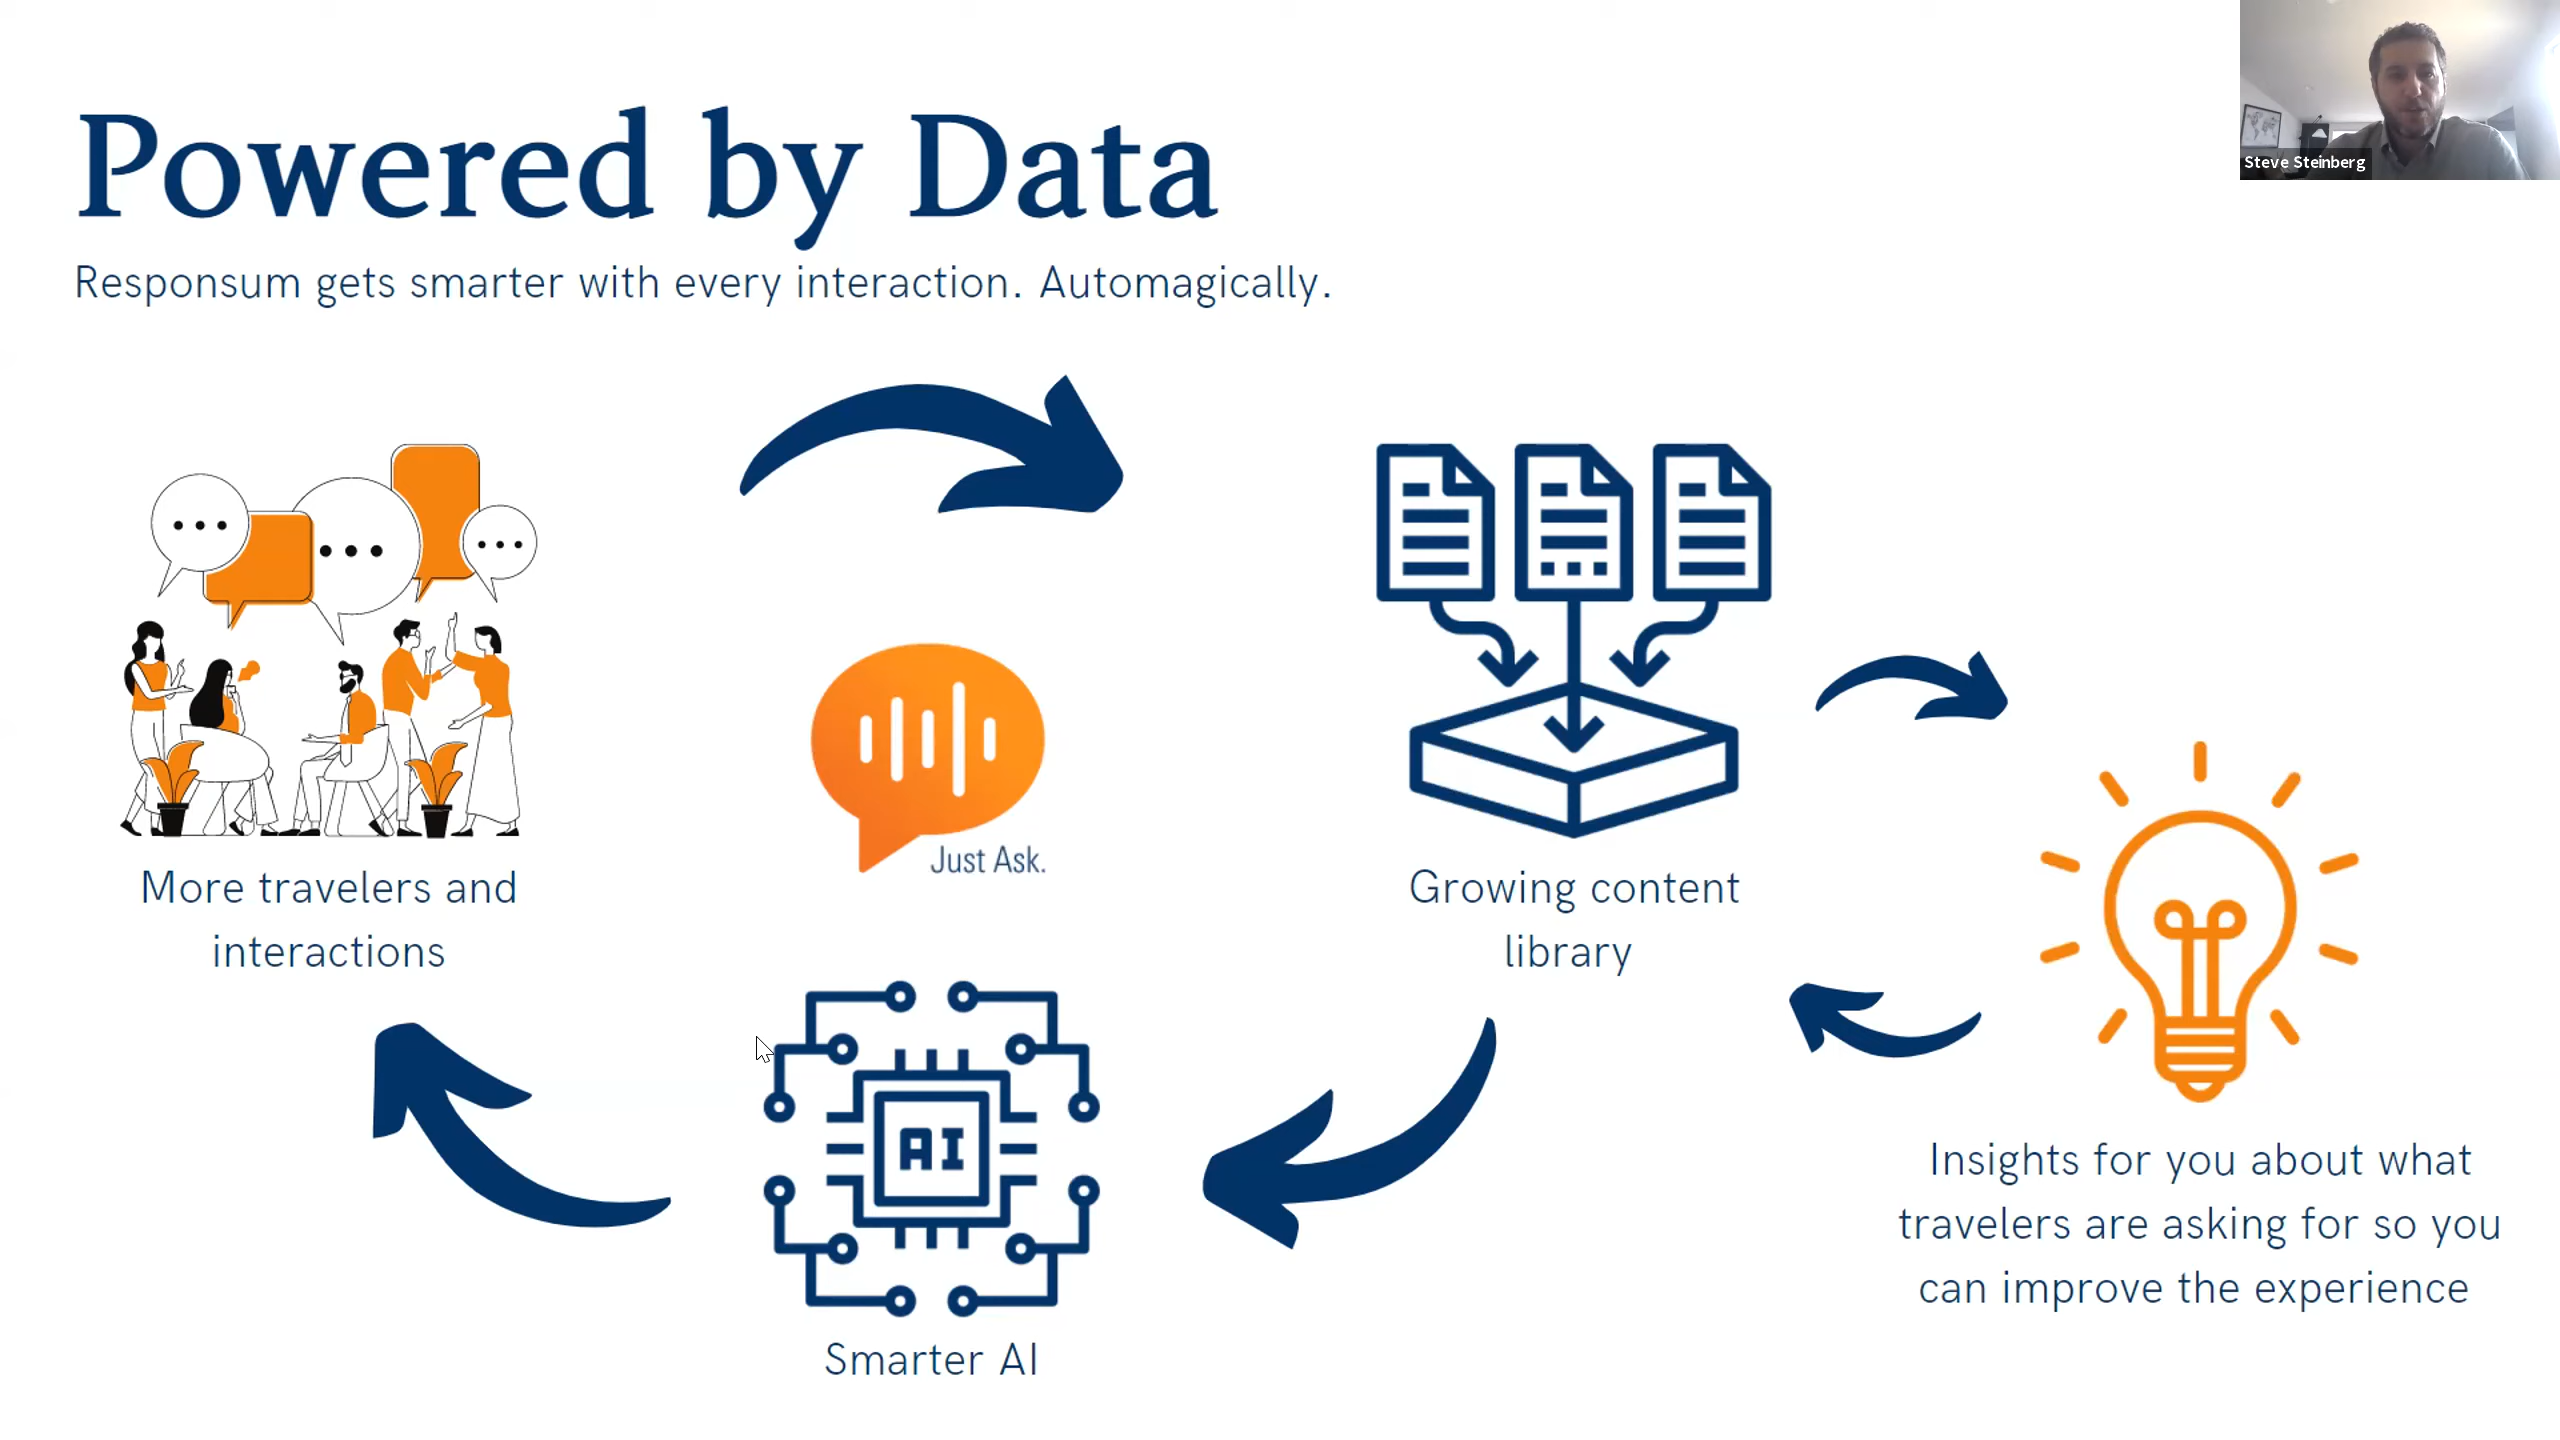 Powered by Data
Responsum gets smarter with every interaction. Automagically.
Steve Steinberg
More travelers and
interactions
Just Ask.
Growing content
library
AI
Smarter AI
Insights for you about what
travelers are asking for so you
can improve the experience